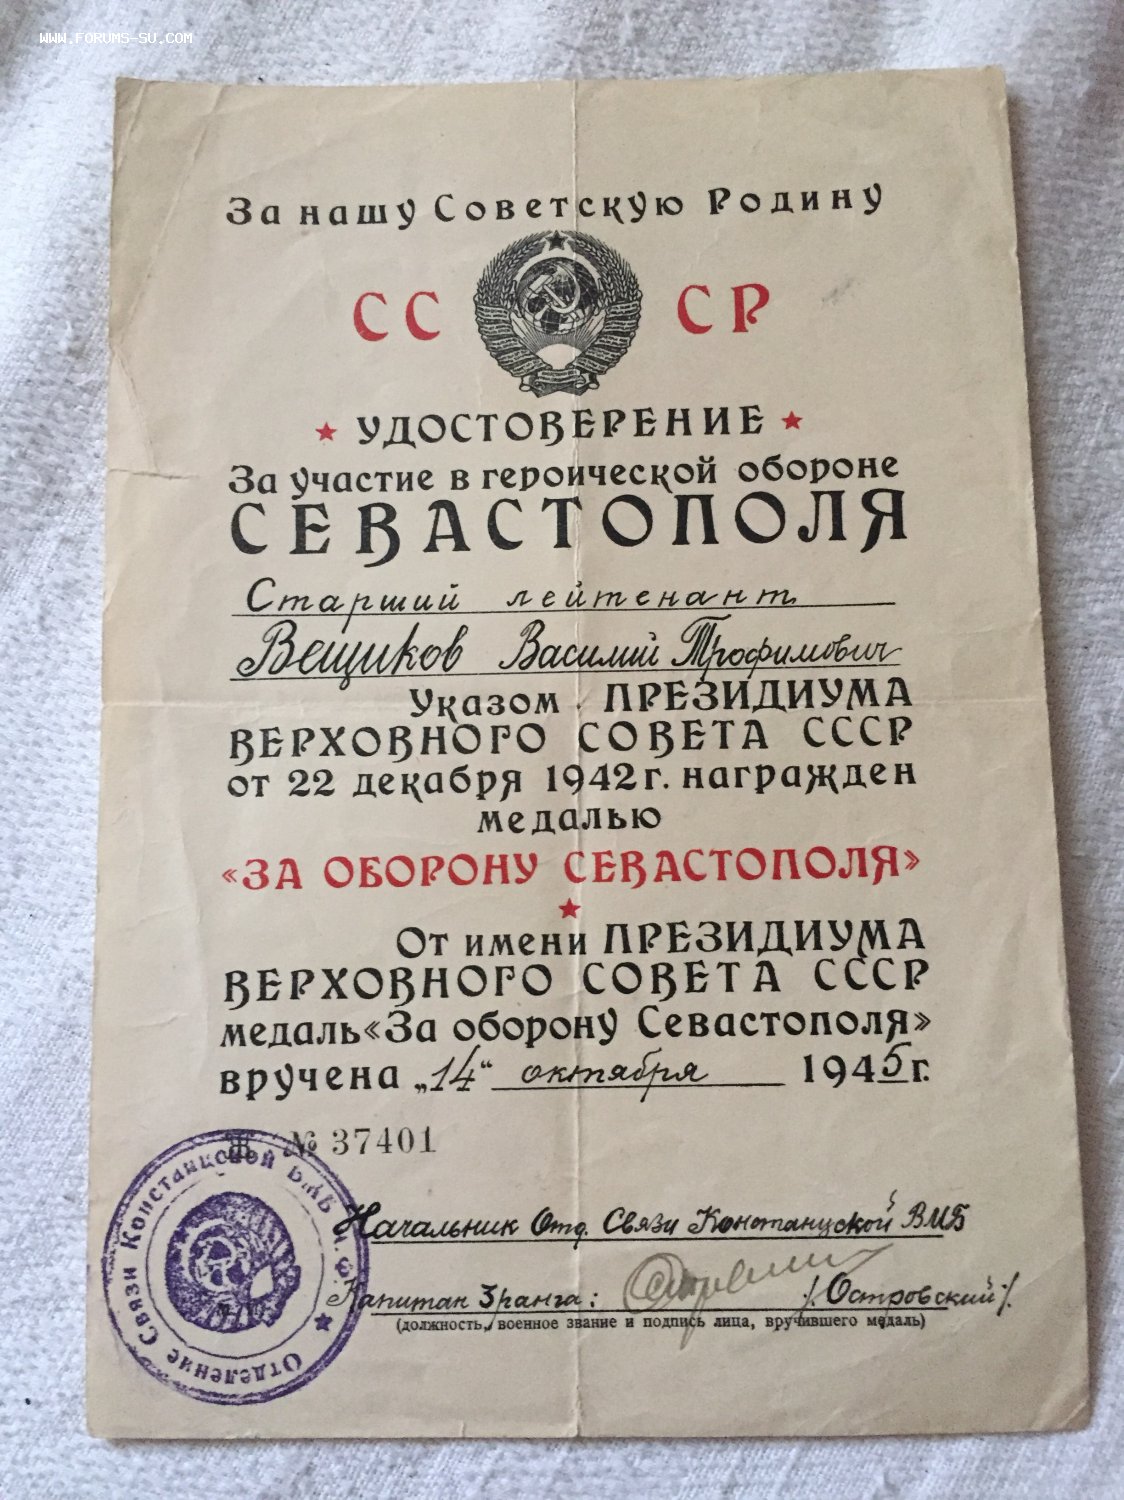 WWW.FORUMS-SU.COM
За нашу Советскую Родину
СССР
★ УДОСТОВЕРЕНИЕ ★
За участие в героической обороне
СЕВАСТОПОЛЯ
Старший лейтенант
Вещиков Василий Трофимович
Указом ПРЕЗИДИУМА
ВЕРХОВНОГО СОВЕТА СССР
от 22 декабря 1942 г. награжден
медалью
«ЗА ОБОРОНУ СЕВАСТОПОЛЯ»
★
От имени ПРЕЗИДИУМА
ВЕРХОВНОГО СОВЕТА СССР
медаль «За оборону Севастополя»
вручена „14“ октября 1945 г.
Ж № 37401
Отделение Связи Констанцской ВМБ
Начальник Отд. Связи Констанцской ВМБ
Капитан 3 ранга: /. Островский ./.
(должность, военное звание и подпись лица, вручившего медаль)